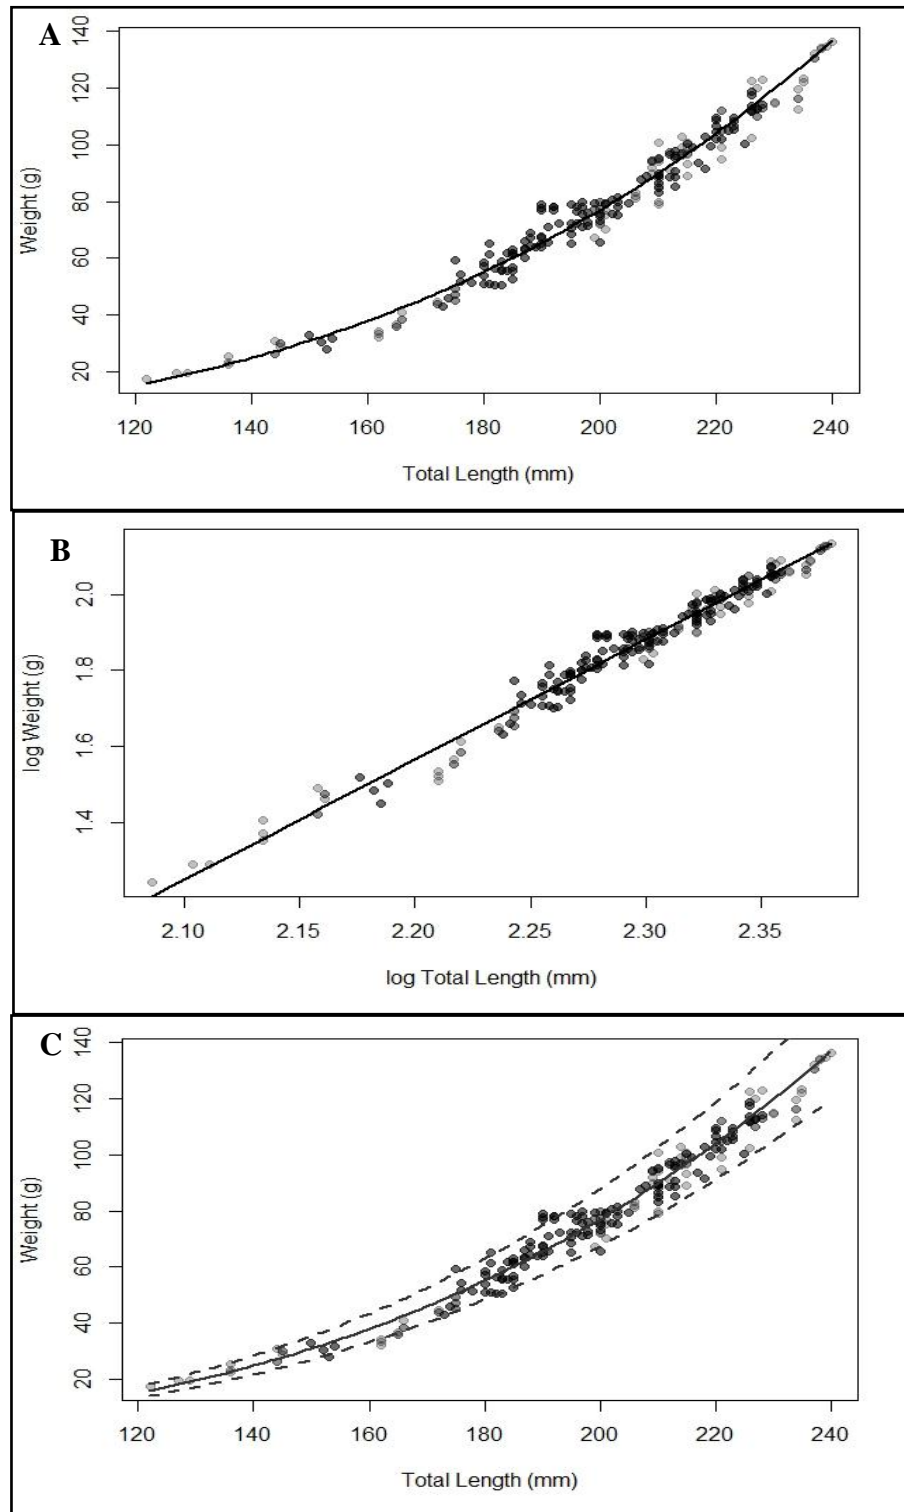 A
140
120
100
80
60
40
20
Weight (g)
120 140 160 180 200 220 240
Total Length (mm)
B
2.0
1.8
1.6
1.4
log Weight (g)
2.10 2.15 2.20 2.25 2.30 2.35
log Total Length (mm)
C
140
120
100
80
60
40
20
Weight (g)
120 140 160 180 200 220 240
Total Length (mm)